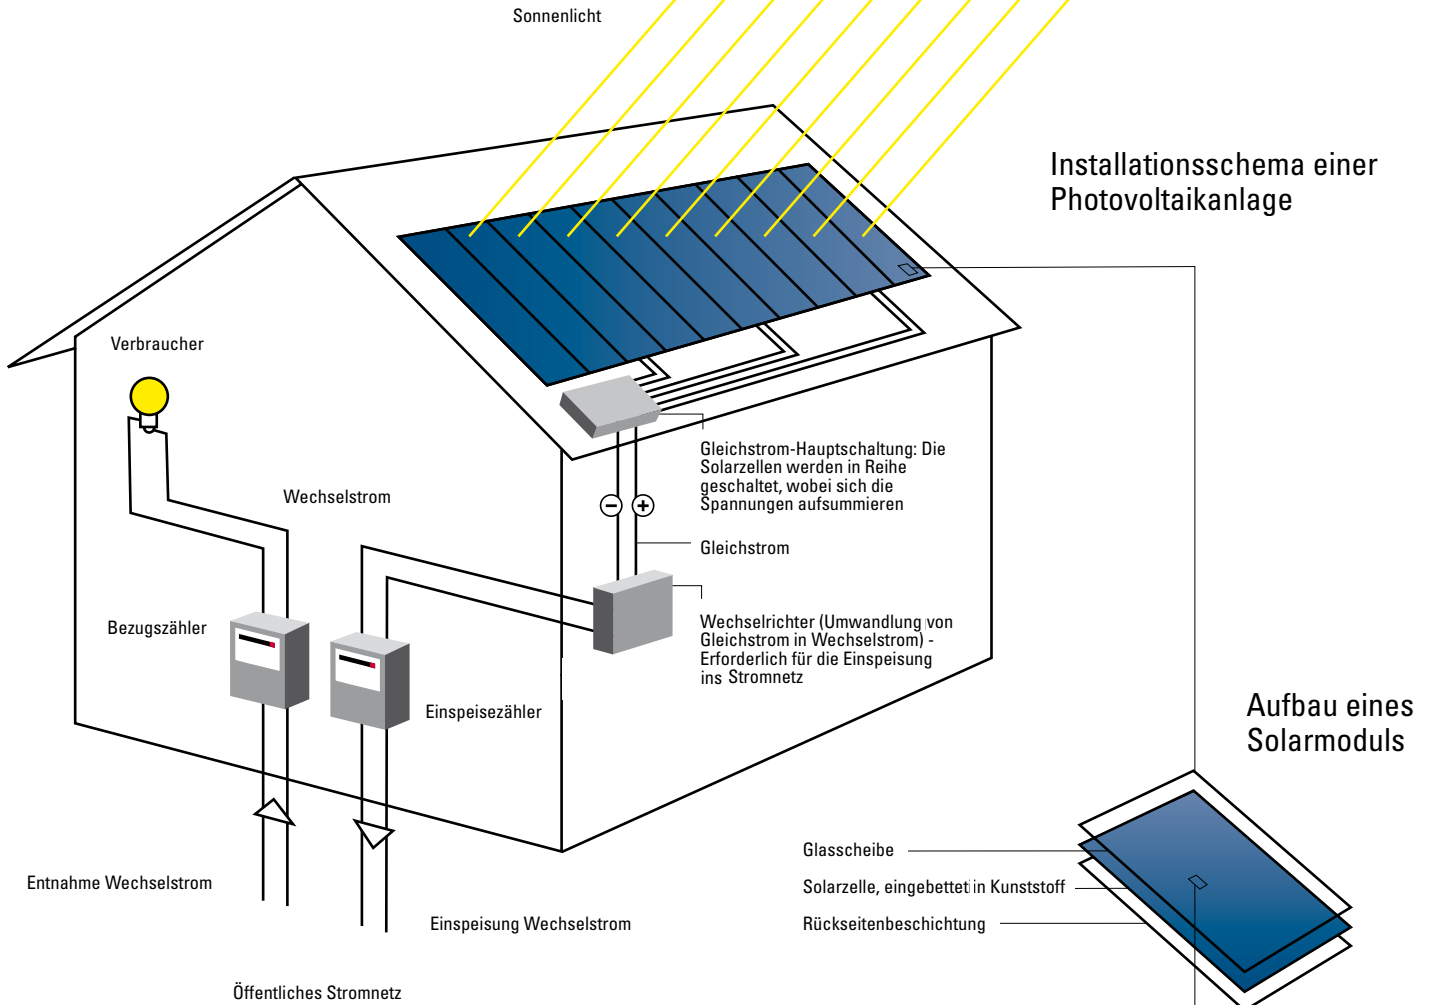 Sonnenlicht
Installationsschema einer
Photovoltaikanlage
Verbraucher
Gleichstrom-Hauptschaltung: Die
Solarzellen werden in Reihe
geschaltet, wobei sich die
Spannungen aufsummieren
Wechselstrom
− +
Gleichstrom
Bezugszähler
Wechselrichter (Umwandlung von
Gleichstrom in Wechselstrom) -
Erforderlich für die Einspeisung
ins Stromnetz
Einspeisezähler
Aufbau eines
Solarmoduls
Glasscheibe
Solarzelle, eingebettet in Kunststoff
Rückseitenbeschichtung
Entnahme Wechselstrom
Einspeisung Wechselstrom
Öffentliches Stromnetz